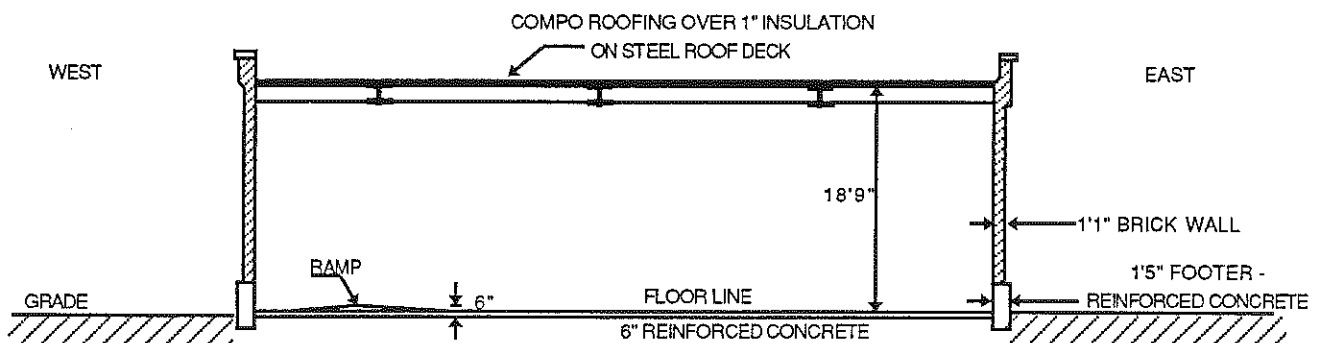 COMPO ROOFING OVER 1" INSULATION
ON STEEL ROOF DECK
WEST
EAST
18'9"
1'1" BRICK WALL
RAMP
1'5" FOOTER -
GRADE
6"
FLOOR LINE
REINFORCED CONCRETE
6" REINFORCED CONCRETE